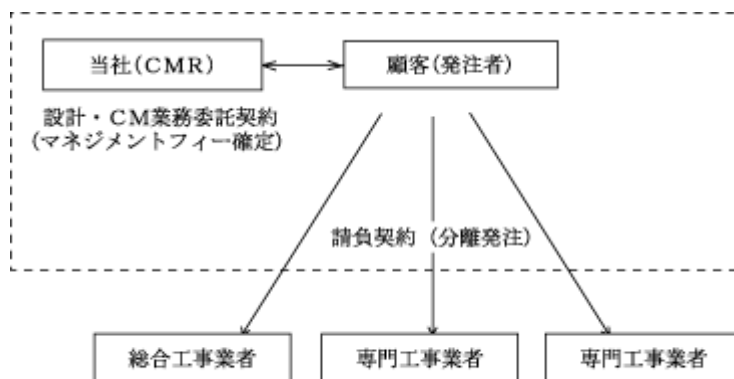 当社(CMR)
顧客(発注者)
設計・CM業務委託契約
(マネジメントフィー確定)
請負契約(分離発注)
総合工事業者
専門工事業者
専門工事業者